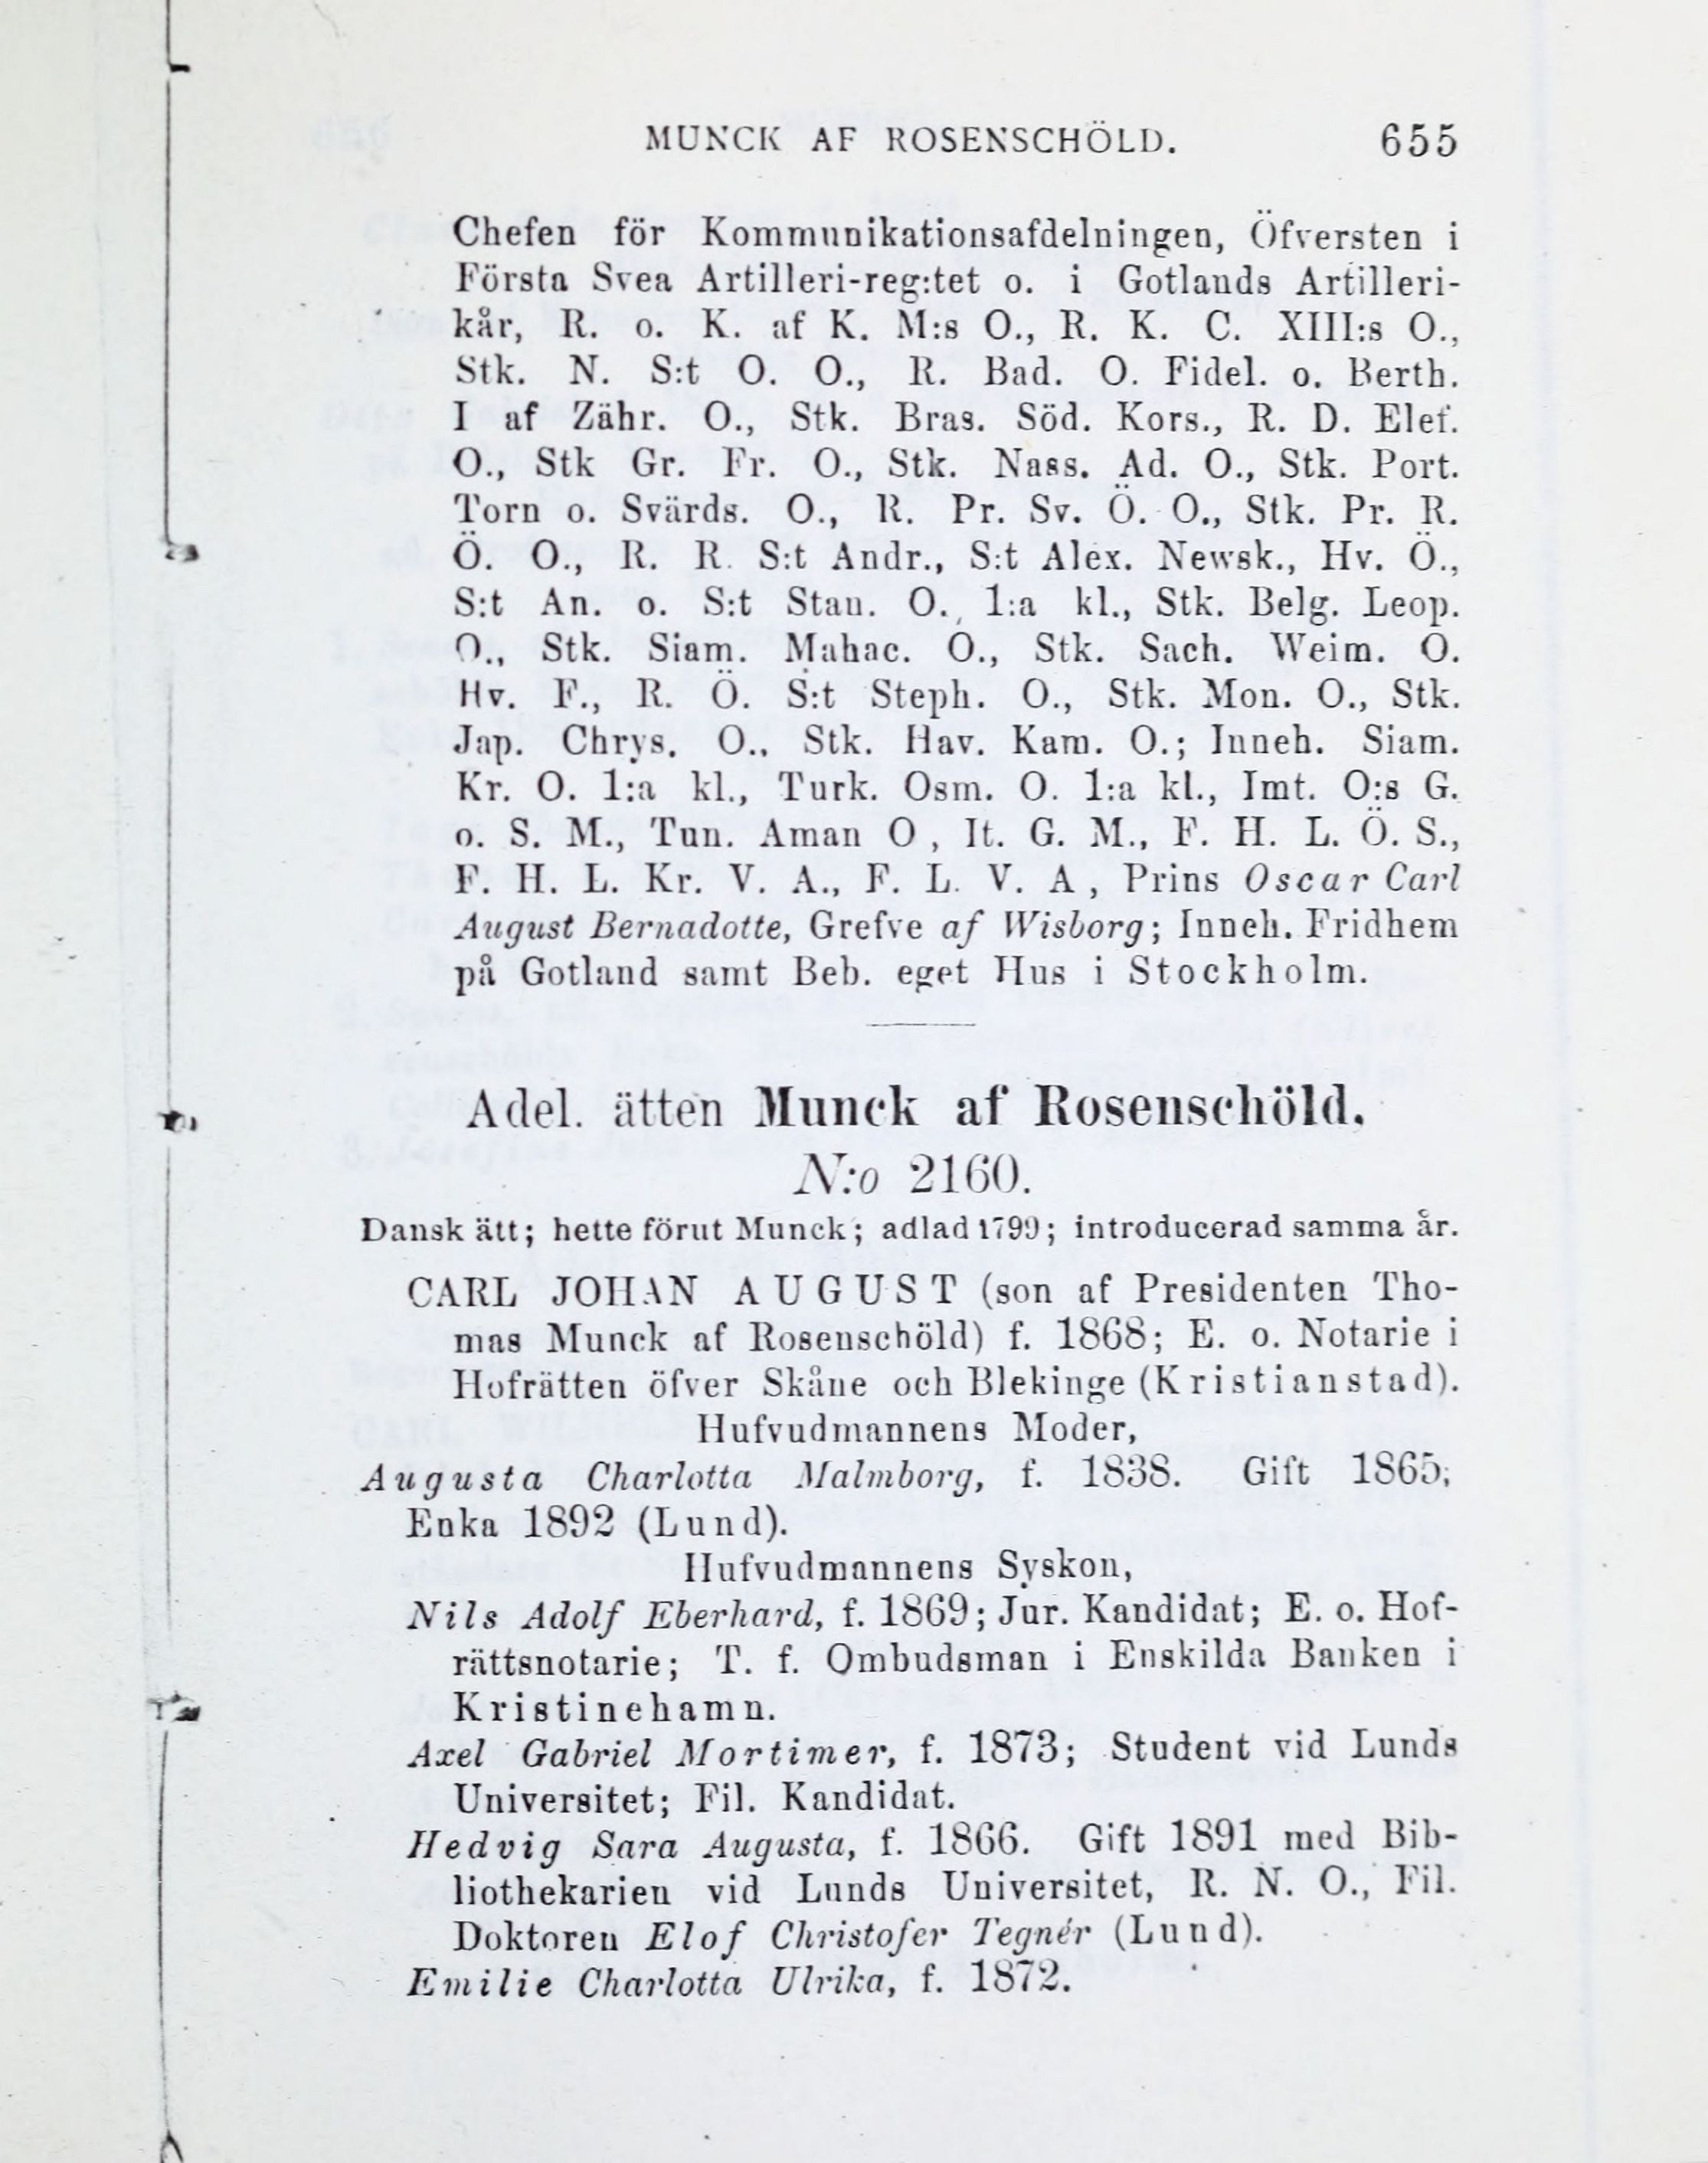 MUNCK AF ROSENSCHÖLD. 655
Chefen för Kommunikationsafdelningen, Öfversten i
Första Svea Artilleri-reg:tet o. i Gotlands Artilleri-
kår, R. o. K. af K. M:s O., R. K. C. XIII:s O.,
Stk. N. S:t O. O., R. Bad. O. Fidel. o. Berth.
I af Zähr. O., Stk. Bras. Söd. Kors., R. D. Elef.
O., Stk Gr. Fr. O., Stk. Nass. Ad. O., Stk. Port.
Torn o. Svärds. O., R. Pr. Sv. Ö. O., Stk. Pr. R.
Ö. O., R. R. S:t Andr., S:t Alex. Newsk., Hv. Ö.,
S:t An. o. S:t Stan. O., 1:a kl., Stk. Belg. Leop.
O., Stk. Siam. Mahac. O., Stk. Sach. Weim. O.
Hv. F., R. Ö. S:t Steph. O., Stk. Mon. O., Stk.
Jap. Chrys. O., Stk. Hav. Kam. O.; Inneh. Siam.
Kr. O. 1:a kl., Turk. Osm. O. 1:a kl., Imt. O:s G.
o. S. M., Tun. Aman O, It. G. M., F. H. L. Ö. S.,
F. H. L. Kr. V. A., F. L. V. A, Prins Oscar Carl
August Bernadotte, Grefve af Wisborg; Inneh. Fridhem
på Gotland samt Beb. eget Hus i Stockholm.
Adel. ätten Munck af Rosenschöld.
N:o 2160.
Dansk ätt; hette förut Munck; adlad 1799; introducerad samma år.
CARL JOHAN AUGUST (son af Presidenten Tho-
mas Munck af Rosenschöld) f. 1868; E. o. Notarie i
Hofrätten öfver Skåne och Blekinge (Kristianstad).
Hufvudmannens Moder,
Augusta Charlotta Malmborg, f. 1838. Gift 1865;
Enka 1892 (Lund).
Hufvudmannens Syskon,
Nils Adolf Eberhard, f. 1869; Jur. Kandidat; E. o. Hof-
rättsnotarie; T. f. Ombudsman i Enskilda Banken i
Kristinehamn.
Axel Gabriel Mortimer, f. 1873; Student vid Lunds
Universitet; Fil. Kandidat.
Hedvig Sara Augusta, f. 1866. Gift 1891 med Bib-
liothekarien vid Lunds Universitet, R. N. O., Fil.
Doktoren Elof Christofer Tegnér (Lund).
Emilie Charlotta Ulrika, f. 1872.